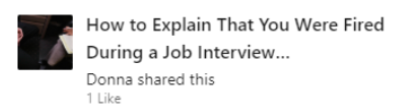 How to Explain That You Were Fired
During a Job Interview...
Donna shared this
1 Like